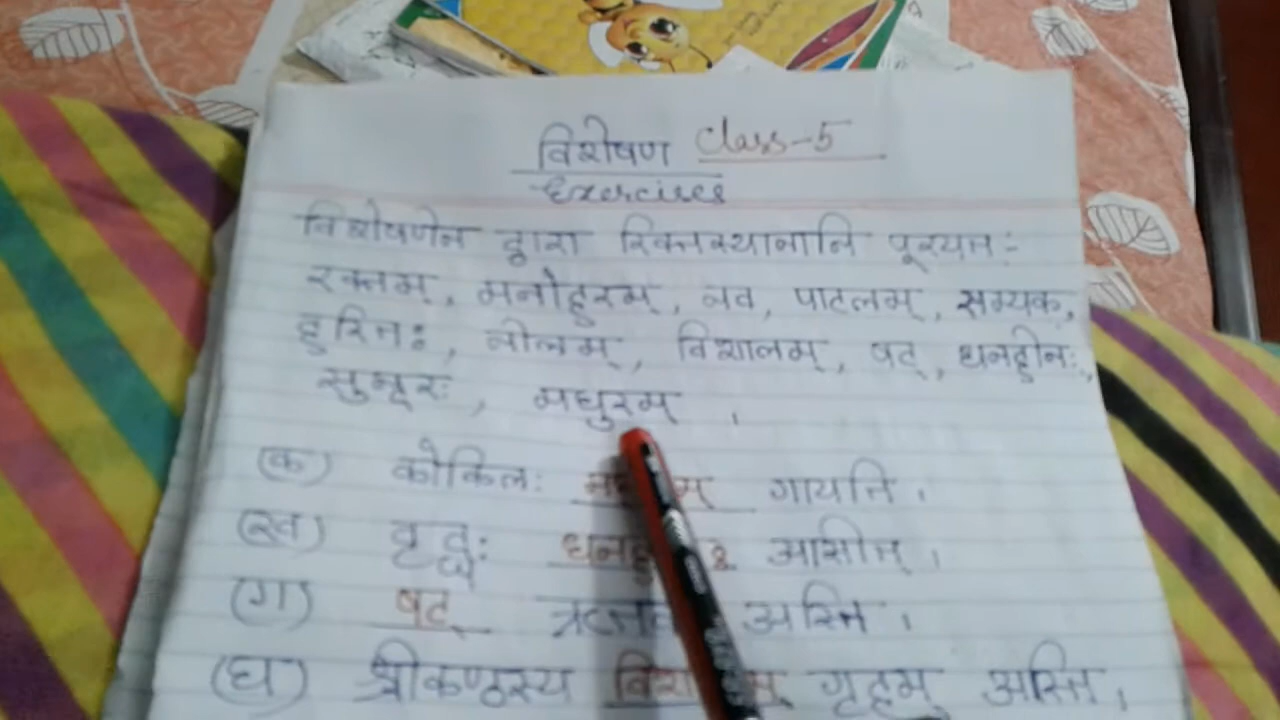 विशेषण Class-5
Exercises
विशेषणेन द्वारा रिक्तस्थानानि पूरयत:-
रक्तम्, मनोहरम्, नव, पाटलम्, सम्यक,
हरित:, नीलम्, विशालम्, षट्, धनहीन:,
मधुरम् ,
(क) कोकिल: गायति ।
(ख) वृद्ध: आसीत् ।
(ग) षट् अस्ति ।
(घ) श्रीकण्ठस्य गृहम् अस्ति ।